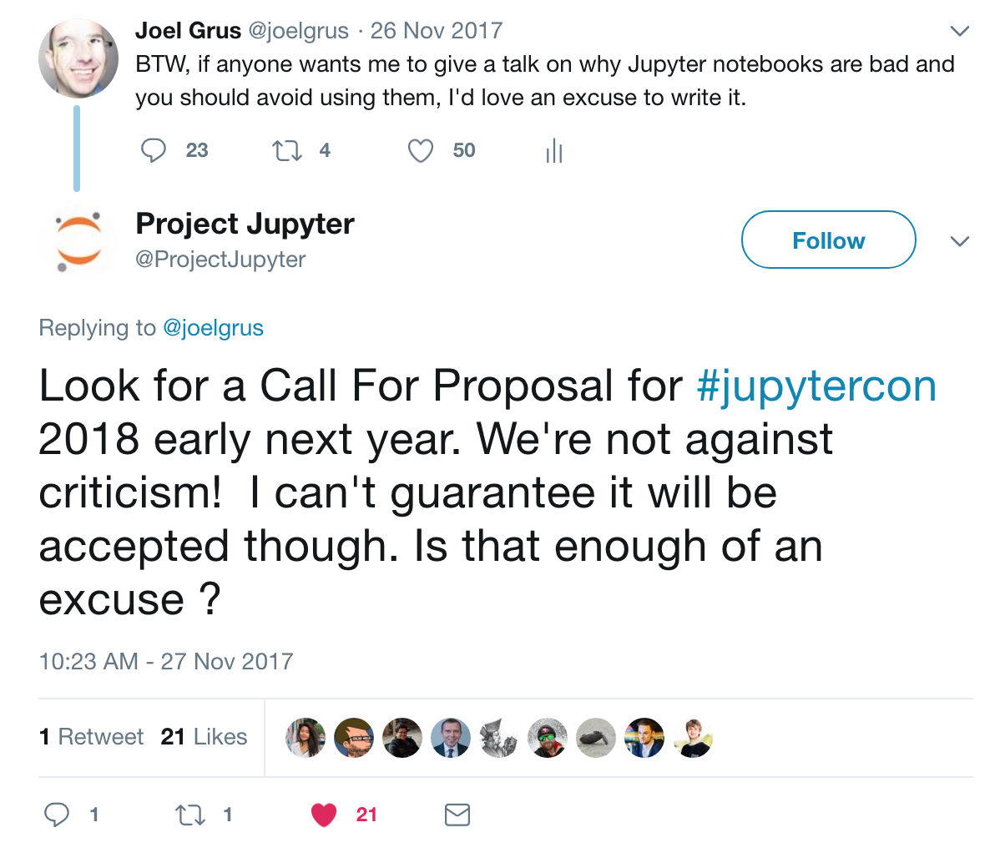 Joel Grus @joelgrus · 26 Nov 2017
BTW, if anyone wants me to give a talk on why Jupyter notebooks are bad and
you should avoid using them, I'd love an excuse to write it.
23 4 50
Project Jupyter
@ProjectJupyter
Follow
Replying to @joelgrus
Look for a Call For Proposal for #jupytercon
2018 early next year. We're not against
criticism!  I can't guarantee it will be
accepted though. Is that enough of an
excuse ?
10:23 AM - 27 Nov 2017
1 Retweet 21 Likes
1 1 21